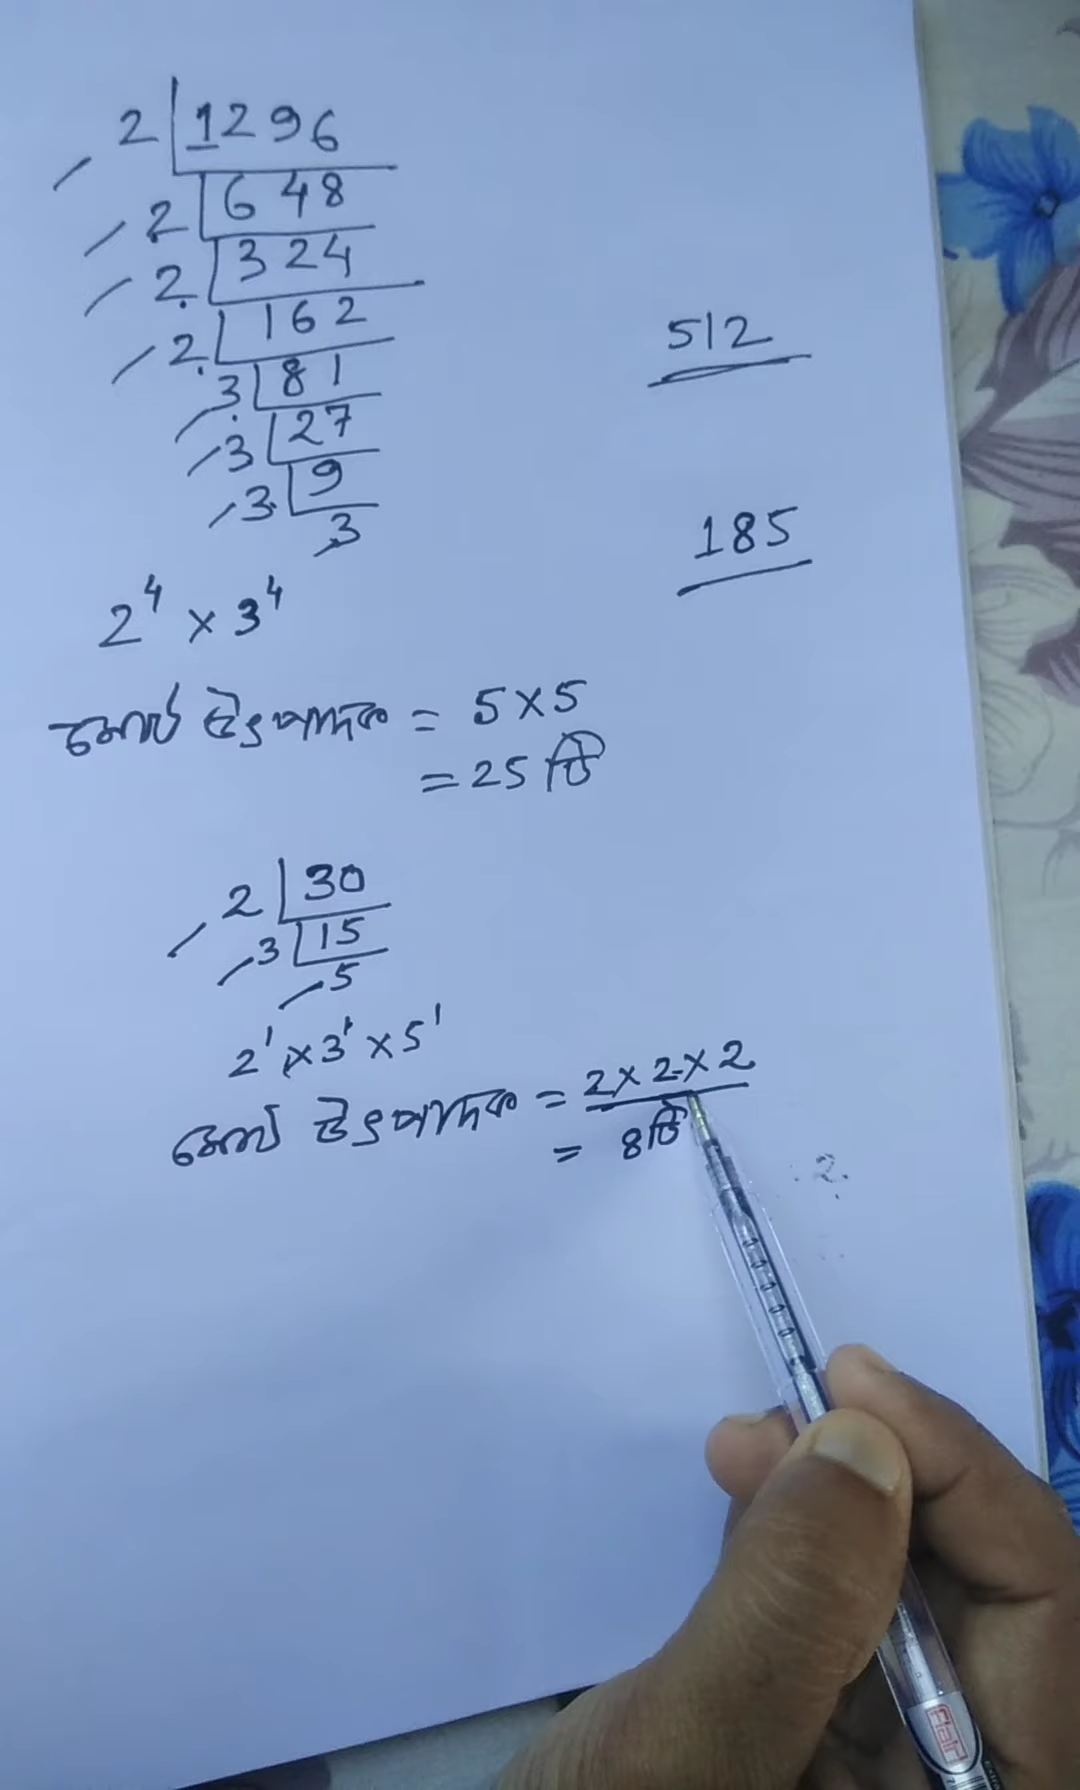 2 | 1296
2 | 648
2 | 324
2 | 162
3 | 81
3 | 27
3 | 9
3
2⁴ × 3⁴
মোট উৎপাদক = 5 × 5
= 25 টি
512
185
2 | 30
3 | 15
5
2¹ × 3¹ × 5¹
মোট উৎপাদক = 2 × 2 × 2
= 8 টি
Flair